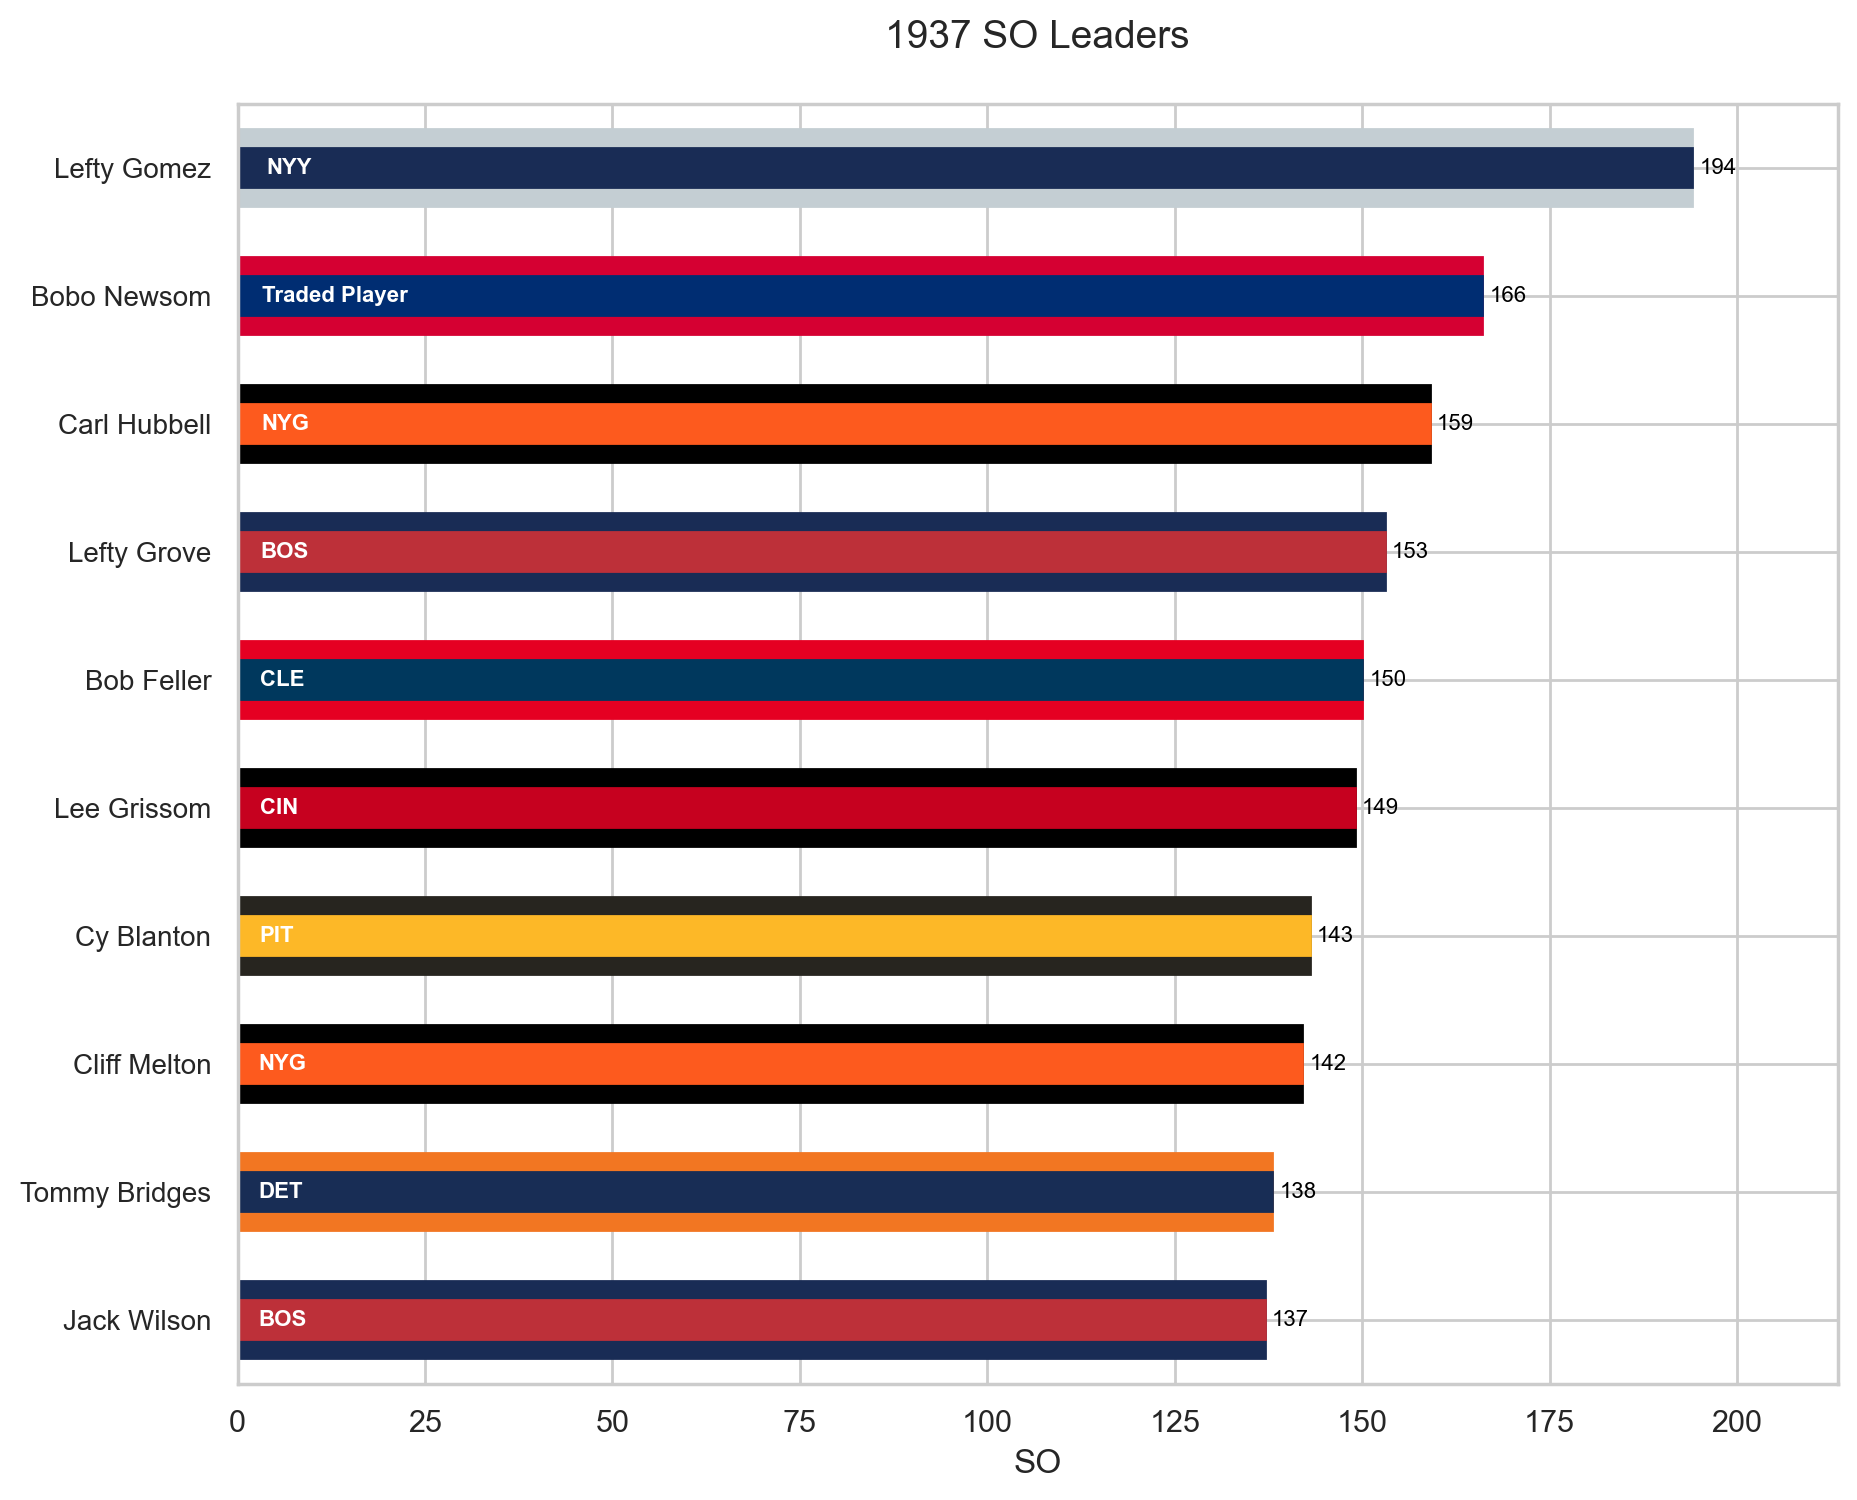 1937 SO Leaders
Lefty Gomez NYY 194
Bobo Newsom Traded Player 166
Carl Hubbell NYG 159
Lefty Grove BOS 153
Bob Feller CLE 150
Lee Grissom CIN 149
Cy Blanton PIT 143
Cliff Melton NYG 142
Tommy Bridges DET 138
Jack Wilson BOS 137
0 25 50 75 100 125 150 175 200
SO